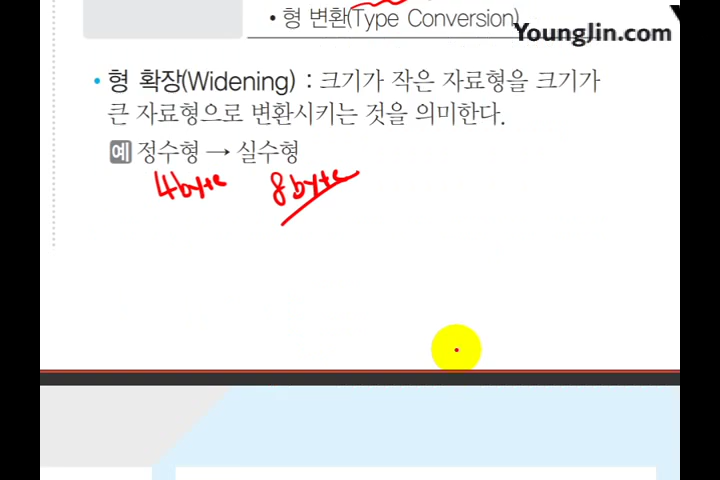 • 형 변환(Type Conversion)
YoungJin.com
• 형 확장(Widening) : 크기가 작은 자료형을 크기가
큰 자료형으로 변환시키는 것을 의미한다.
예 정수형 → 실수형
4byte 8byte